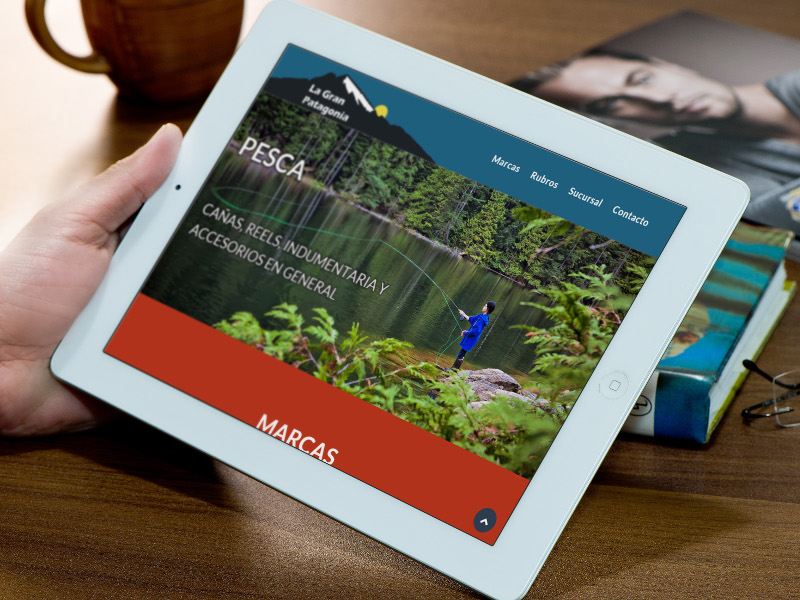 La Gran
Patagonia
Marcas Rubros Sucursal Contacto
PESCA
CAÑAS, REELS, INDUMENTARIA Y
ACCESORIOS EN GENERAL
MARCAS